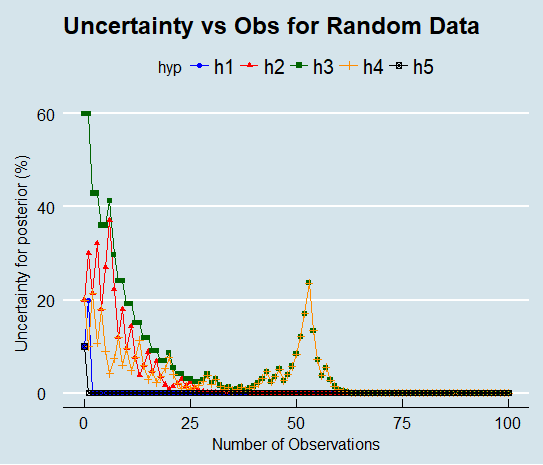 Uncertainty vs Obs for Random Data
hyp h1 h2 h3 h4 h5
Uncertainty for posterior (%)
60
40
20
0
0 25 50 75 100
Number of Observations